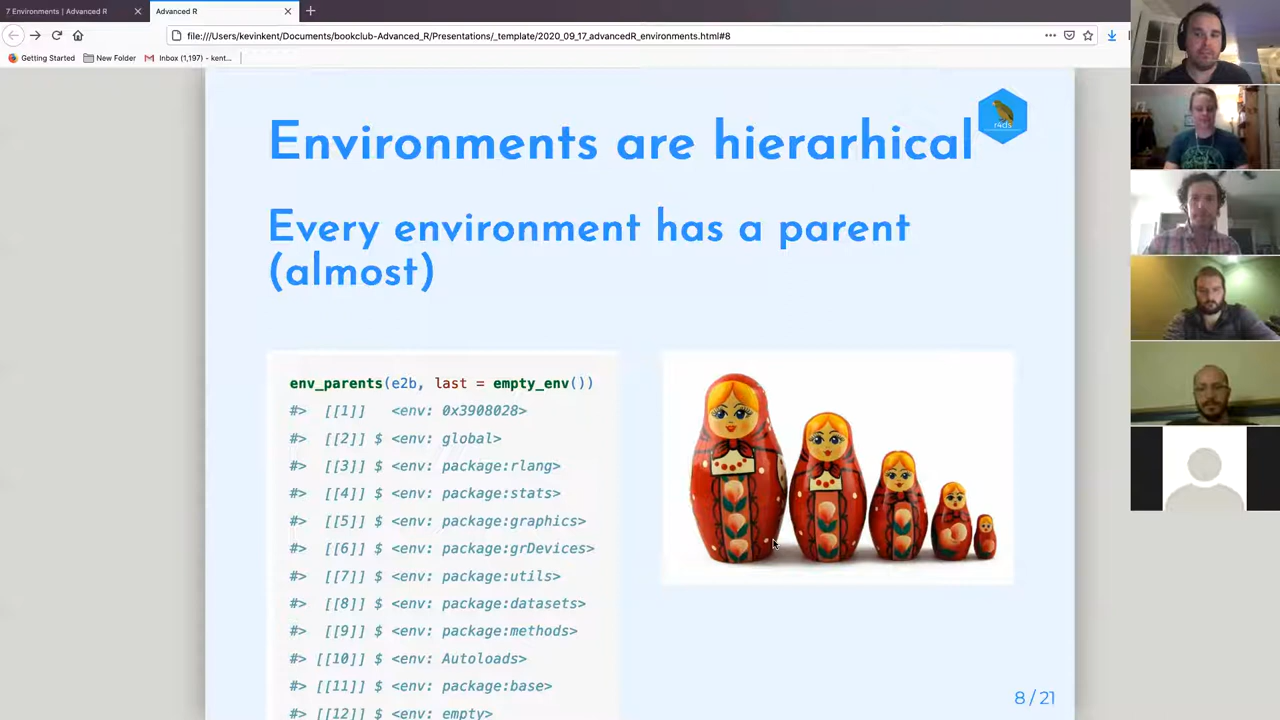 7 Environments | Advanced R
Advanced R
file:///Users/kevinkent/Documents/bookclub-Advanced_R/Presentations/_template/2020_09_17_advancedR_environments.html#8
Getting Started
New Folder
Inbox (1,197) - kent...
Environments are hierarhical
r4ds
Every environment has a parent
(almost)
env_parents(e2b, last = empty_env())
#> [[1]] <env: 0x3908028>
#> [[2]] $ <env: global>
#> [[3]] $ <env: package:rlang>
#> [[4]] $ <env: package:stats>
#> [[5]] $ <env: package:graphics>
#> [[6]] $ <env: package:grDevices>
#> [[7]] $ <env: package:utils>
#> [[8]] $ <env: package:datasets>
#> [[9]] $ <env: package:methods>
#> [[10]] $ <env: Autoloads>
#> [[11]] $ <env: package:base>
#> [[12]] $ <env: empty>
8 / 21